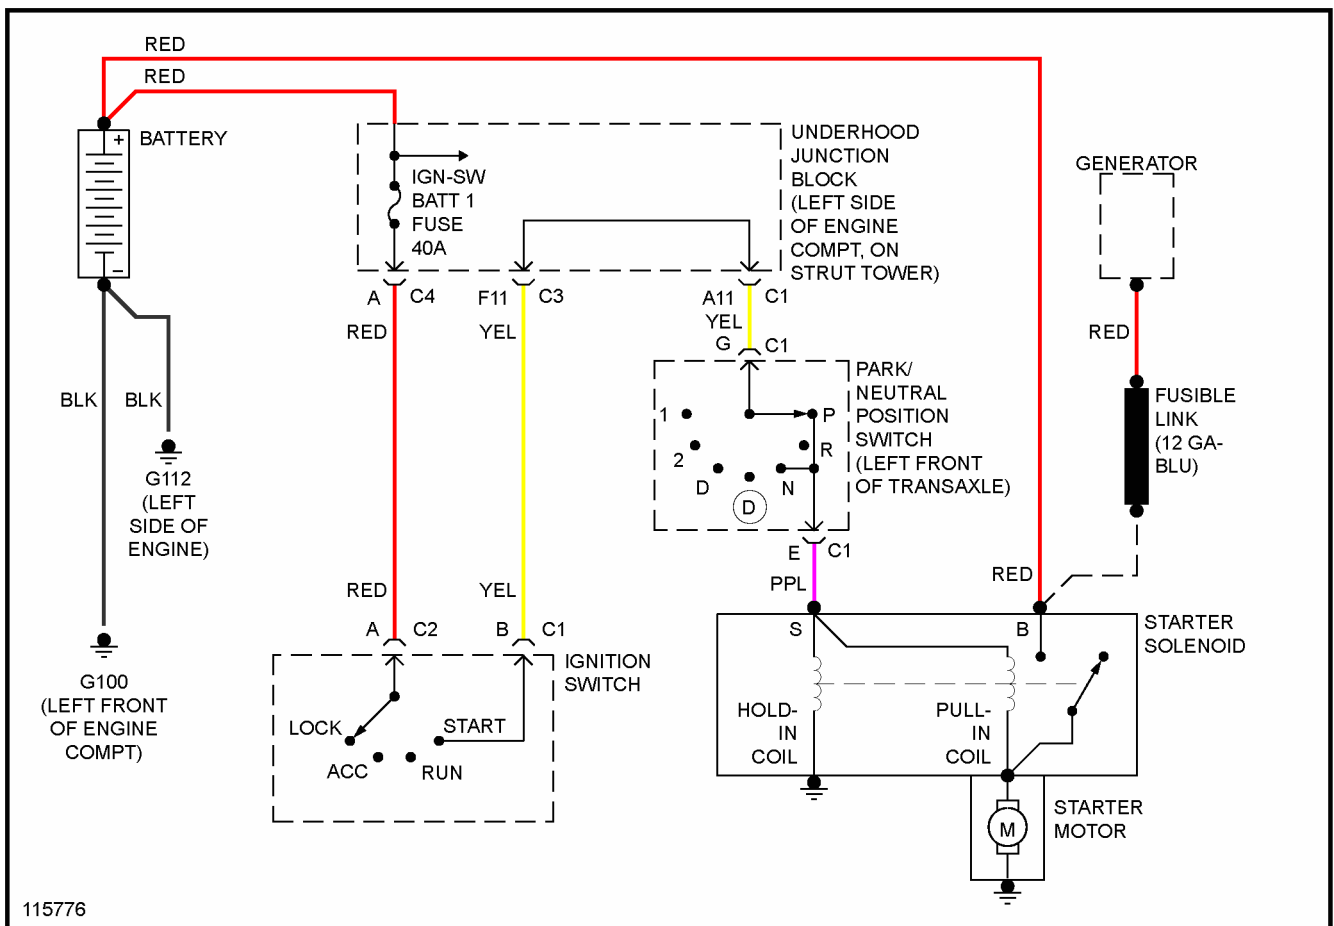 RED
RED
+
BATTERY
−
UNDERHOOD
JUNCTION
BLOCK
(LEFT SIDE
OF ENGINE
COMPT, ON
STRUT TOWER)
IGN-SW
BATT 1
FUSE
40A
GENERATOR
A C4
F11 C3
A11 C1
RED
YEL
YEL
G C1
RED
BLK
BLK
PARK/
NEUTRAL
POSITION
SWITCH
(LEFT FRONT
OF TRANSAXLE)
1
2
D
D
N
R
P
FUSIBLE
LINK
(12 GA-
BLU)
G112
(LEFT
SIDE OF
ENGINE)
E C1
PPL
RED
RED
YEL
A C2
B C1
IGNITION
SWITCH
LOCK
ACC
RUN
START
G100
(LEFT FRONT
OF ENGINE
COMPT)
S
B
STARTER
SOLENOID
HOLD-
IN
COIL
PULL-
IN
COIL
M
STARTER
MOTOR
115776